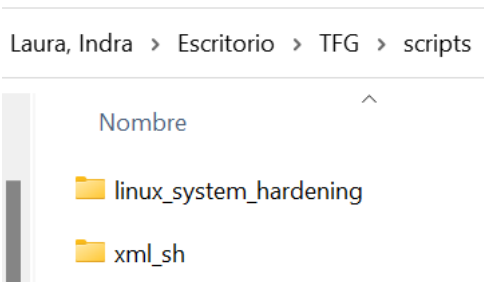 Laura, Indra > Escritorio > TFG > scripts
Nombre
linux_system_hardening
xml_sh